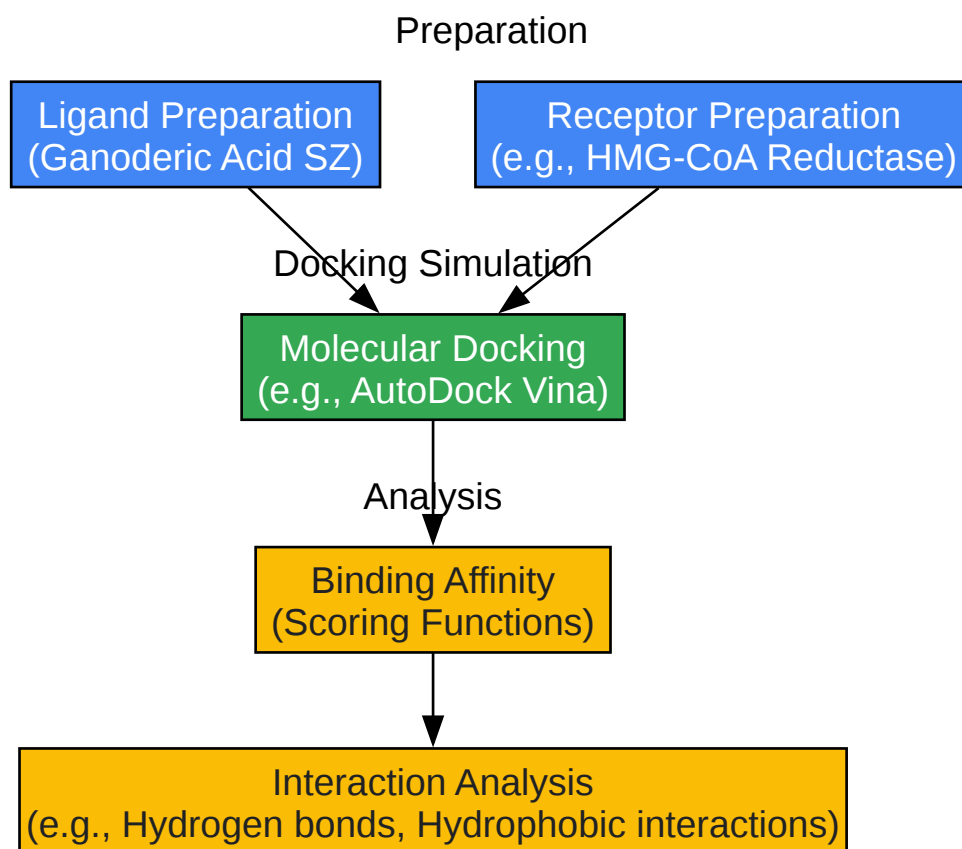 Preparation
Ligand Preparation
(Ganoderic Acid SZ)
Receptor Preparation
(e.g., HMG-CoA Reductase)
Docking Simulation
Molecular Docking
(e.g., AutoDock Vina)
Analysis
Binding Affinity
(Scoring Functions)
Interaction Analysis
(e.g., Hydrogen bonds, Hydrophobic interactions)